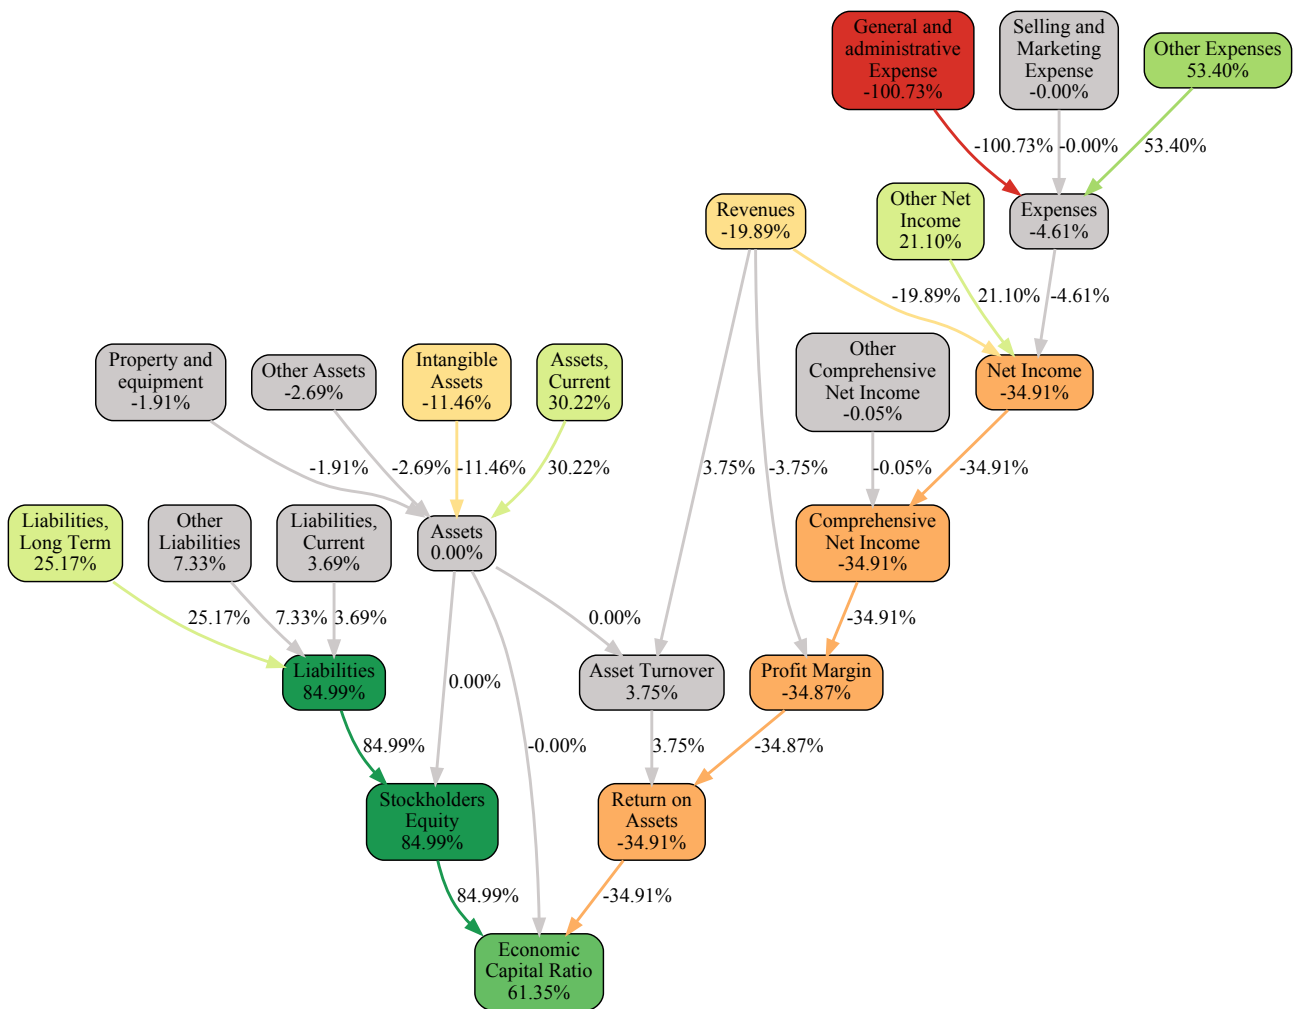 General and
administrative
Expense
-100.73%
Selling and
Marketing
Expense
-0.00%
Other Expenses
53.40%
-100.73%
-0.00%
53.40%
Revenues
-19.89%
Other Net
Income
21.10%
Expenses
-4.61%
-19.89%
21.10%
-4.61%
Property and
equipment
-1.91%
Other Assets
-2.69%
Intangible
Assets
-11.46%
Assets,
Current
30.22%
Other
Comprehensive
Net Income
-0.05%
Net Income
-34.91%
-1.91%
-2.69%
-11.46%
30.22%
3.75%
-3.75%
-0.05%
-34.91%
Liabilities,
Long Term
25.17%
Other
Liabilities
7.33%
Liabilities,
Current
3.69%
Assets
0.00%
Comprehensive
Net Income
-34.91%
25.17%
7.33%
3.69%
0.00%
-34.91%
Liabilities
84.99%
0.00%
Asset Turnover
3.75%
Profit Margin
-34.87%
84.99%
-0.00%
3.75%
-34.87%
Stockholders
Equity
84.99%
Return on
Assets
-34.91%
84.99%
-34.91%
Economic
Capital Ratio
61.35%